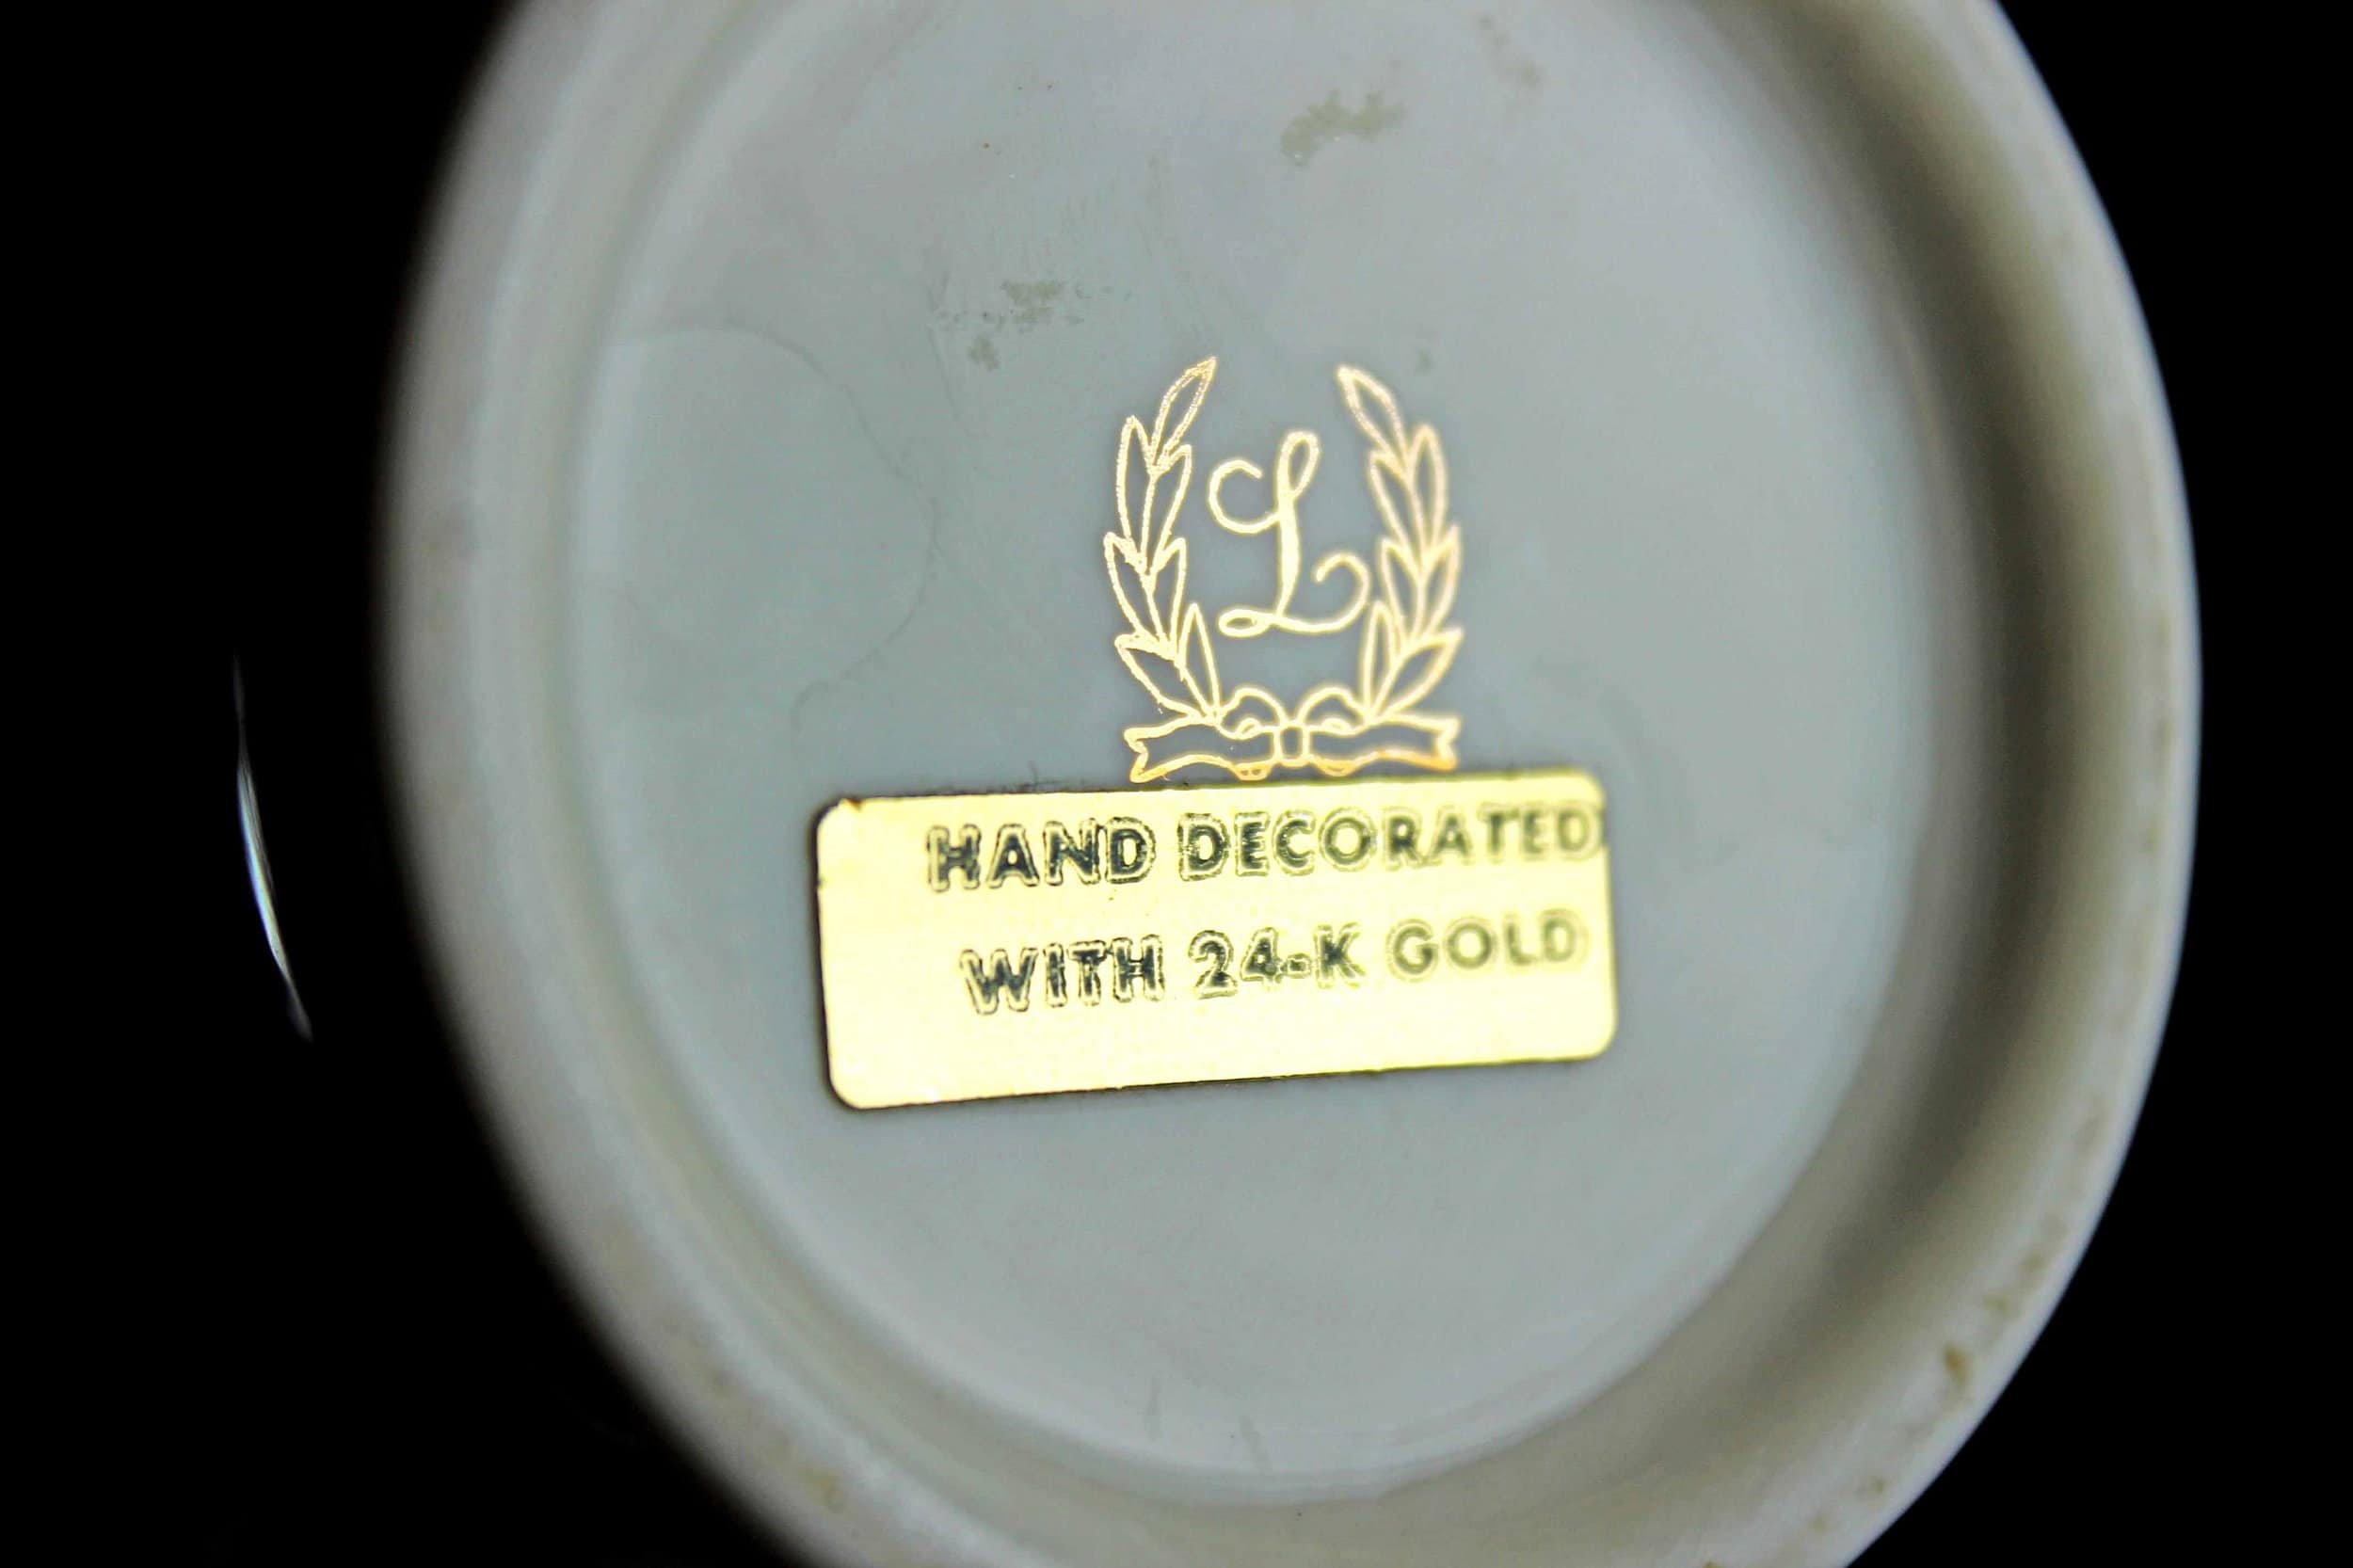 L
HAND DECORATED
WITH 24-K GOLD